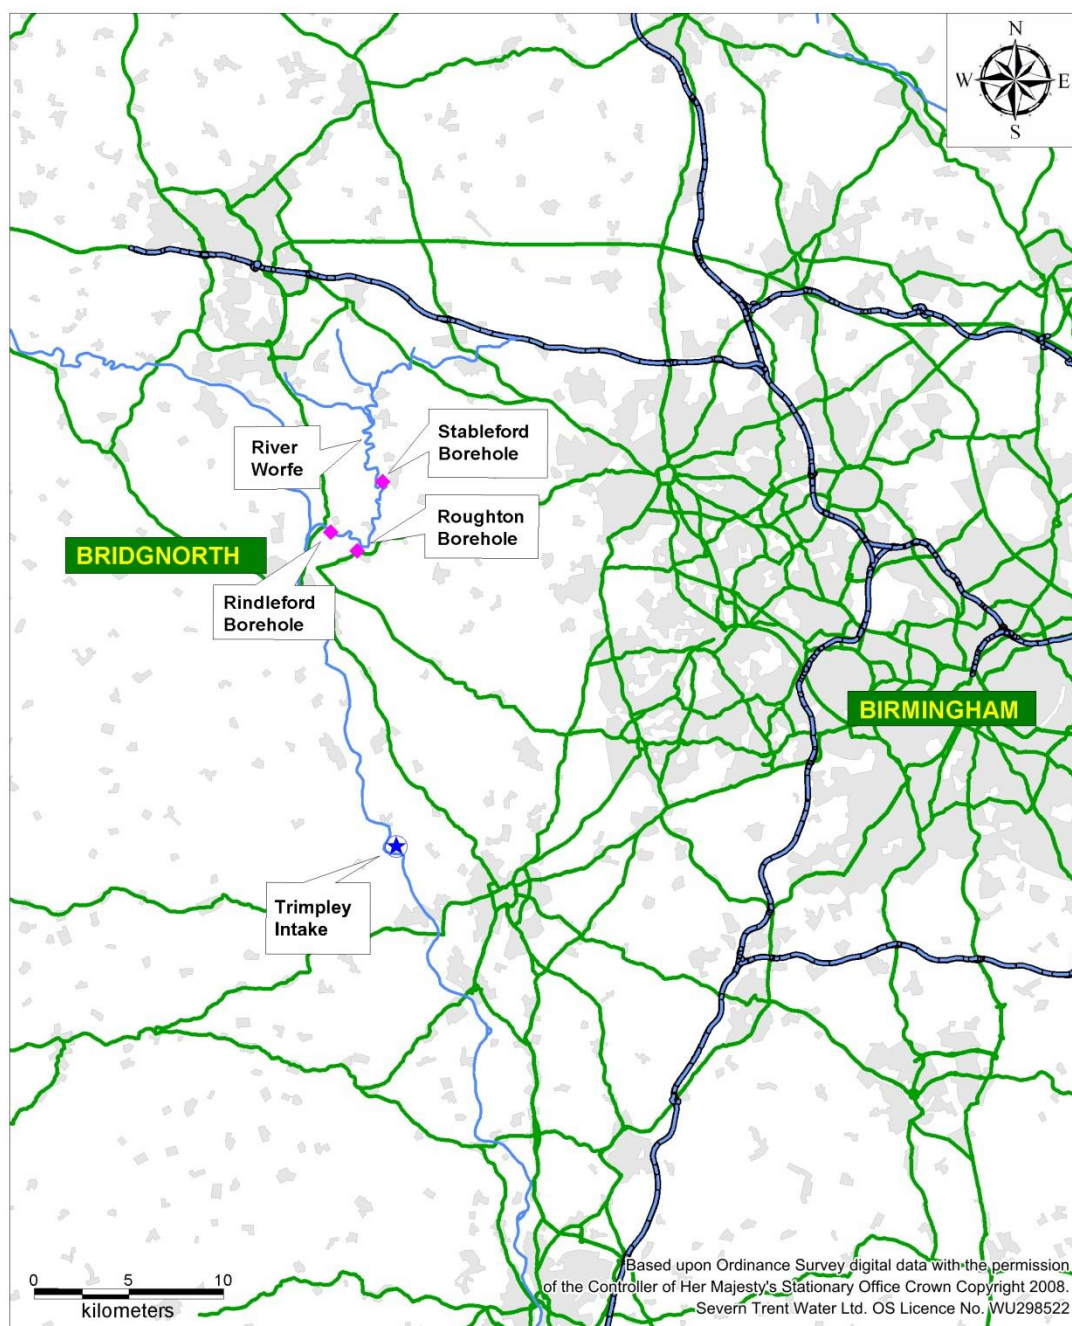 N
W E
S
River
Worfe
Stableford
Borehole
Roughton
Borehole
BRIDGNORTH
Rindleford
Borehole
BIRMINGHAM
Trimpley
Intake
0 5 10
kilometers
Based upon Ordinance Survey digital data with the permission
of the Controller of Her Majesty's Stationary Office Crown Copyright 2008.
Severn Trent Water Ltd. OS Licence No. WU298522